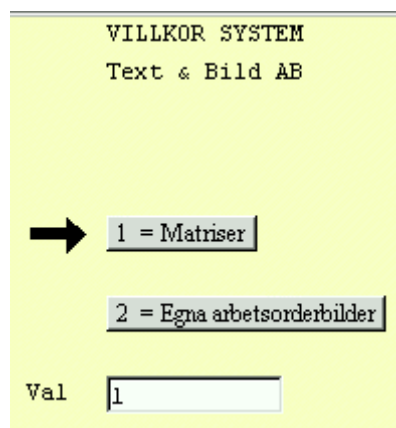 VILLKOR SYSTEM
Text & Bild AB
1 = Matriser
2 = Egna arbetsorderbilder
Val 1